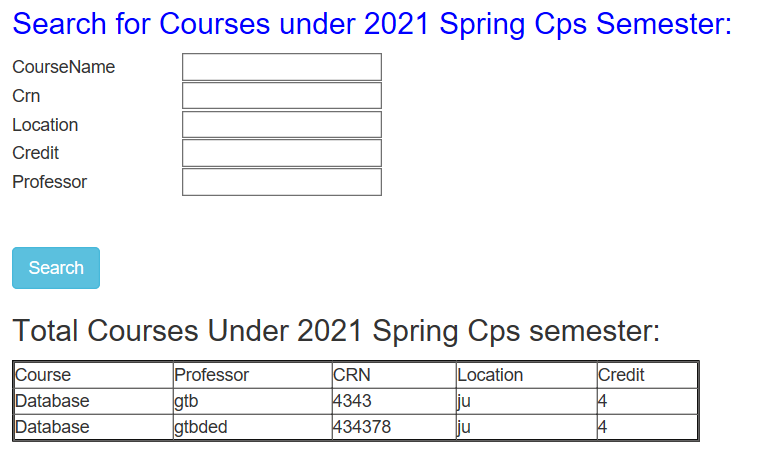 Search for Courses under 2021 Spring Cps Semester:
CourseName
Crn
Location
Credit
Professor
Search
Total Courses Under 2021 Spring Cps semester:
Course Professor CRN Location Credit
Database gtb 4343 ju 4
Database gtbded 434378 ju 4